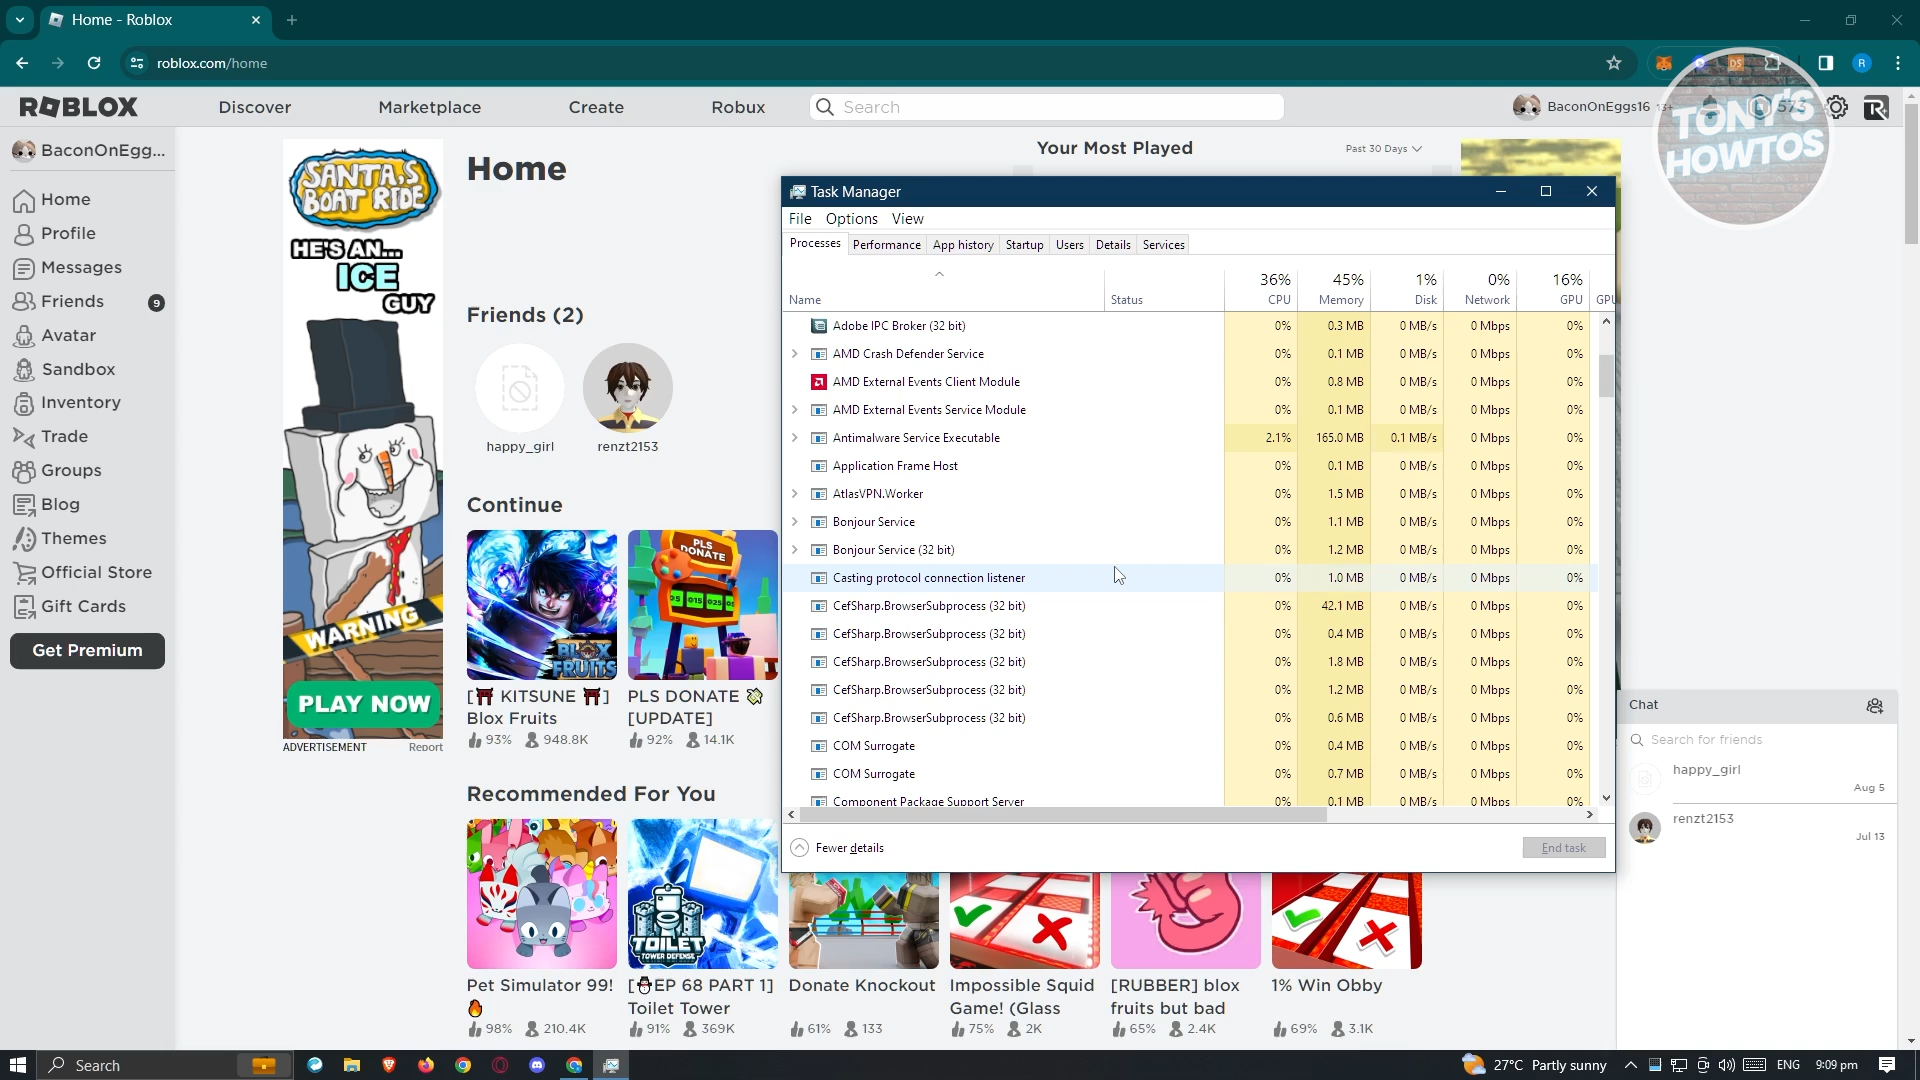 Home - Roblox
roblox.com/home
DS
R
TONY'S
HOWTOS
ROBLOX
Discover
Marketplace
Create
Robux
Search
BaconOnEggs16 13+
573
BaconOnEgg...
Home
Profile
Messages
Friends
9
Avatar
Sandbox
Inventory
Trade
Groups
Blog
Themes
Official Store
Gift Cards
Get Premium
SANTA'S
BOAT RIDE
HE'S AN...
ICE
GUY
WARNING
PLAY NOW
ADVERTISEMENT
Report
Home
Your Most Played
Past 30 Days
Friends (2)
happy_girl
renzt2153
Continue
BLOX
FRUITS
PLS
DONATE
[⛩️ KITSUNE ⛩️]
Blox Fruits
93% 948.8K
PLS DONATE 💸
[UPDATE]
92% 14.1K
Recommended For You
TOILET
TOWER DEFENSE
Pet Simulator 99!
🔥
98% 210.4K
[⛄EP 68 PART 1]
Toilet Tower
91% 369K
Donate Knockout
61% 133
Impossible Squid
Game! (Glass
75% 2K
[RUBBER] blox
fruits but bad
65% 2.4K
1% Win Obby
69% 3.1K
Task Manager
File Options View
Processes Performance App history Startup Users Details Services
36% 45% 1% 0% 16%
Name Status CPU Memory Disk Network GPU GPU
Adobe IPC Broker (32 bit) 0% 0.3 MB 0 MB/s 0 Mbps 0%
AMD Crash Defender Service 0% 0.1 MB 0 MB/s 0 Mbps 0%
AMD External Events Client Module 0% 0.8 MB 0 MB/s 0 Mbps 0%
AMD External Events Service Module 0% 0.1 MB 0 MB/s 0 Mbps 0%
Antimalware Service Executable 2.1% 165.0 MB 0.1 MB/s 0 Mbps 0%
Application Frame Host 0% 0.1 MB 0 MB/s 0 Mbps 0%
AtlasVPN.Worker 0% 1.5 MB 0 MB/s 0 Mbps 0%
Bonjour Service 0% 1.1 MB 0 MB/s 0 Mbps 0%
Bonjour Service (32 bit) 0% 1.2 MB 0 MB/s 0 Mbps 0%
Casting protocol connection listener 0% 1.0 MB 0 MB/s 0 Mbps 0%
CefSharp.BrowserSubprocess (32 bit) 0% 42.1 MB 0 MB/s 0 Mbps 0%
CefSharp.BrowserSubprocess (32 bit) 0% 0.4 MB 0 MB/s 0 Mbps 0%
CefSharp.BrowserSubprocess (32 bit) 0% 1.8 MB 0 MB/s 0 Mbps 0%
CefSharp.BrowserSubprocess (32 bit) 0% 1.2 MB 0 MB/s 0 Mbps 0%
CefSharp.BrowserSubprocess (32 bit) 0% 0.6 MB 0 MB/s 0 Mbps 0%
COM Surrogate 0% 0.4 MB 0 MB/s 0 Mbps 0%
COM Surrogate 0% 0.7 MB 0 MB/s 0 Mbps 0%
Component Package Support Server 0.1 MB 0 MB/s 0 Mbps 0%
Fewer details
End task
Chat
Search for friends
happy_girl
Aug 5
renzt2153
Jul 13
Search
27°C Partly sunny
ENG
9:09 pm